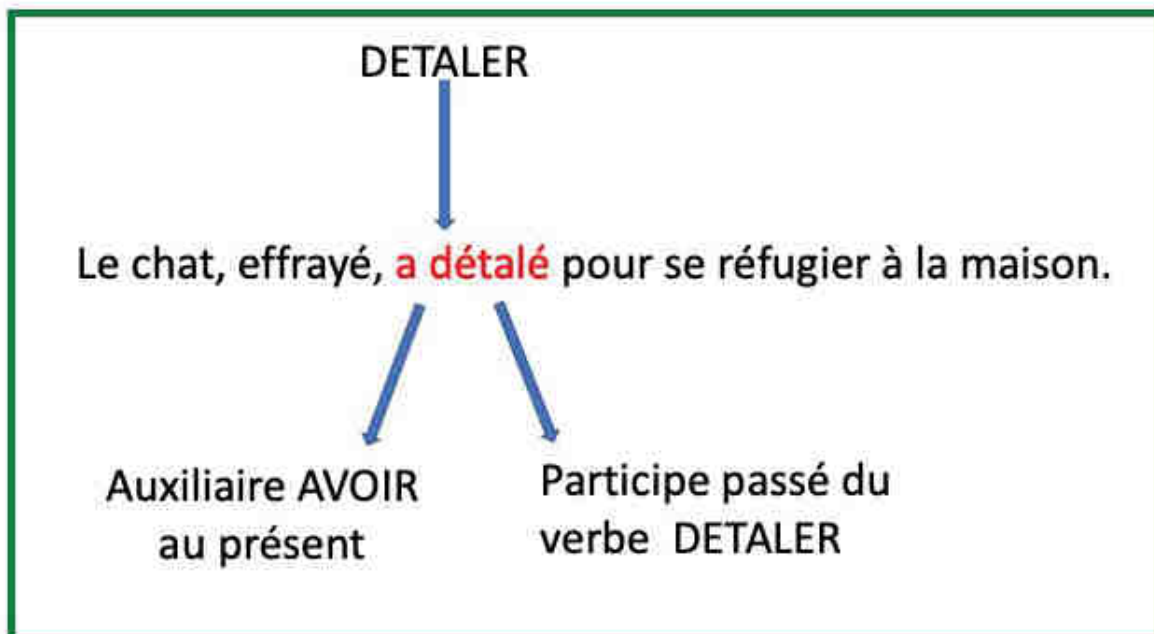 DETALER
Le chat, effrayé, a détalé pour se réfugier à la maison.
Auxiliaire AVOIR
au présent
Participe passé du
verbe DETALER